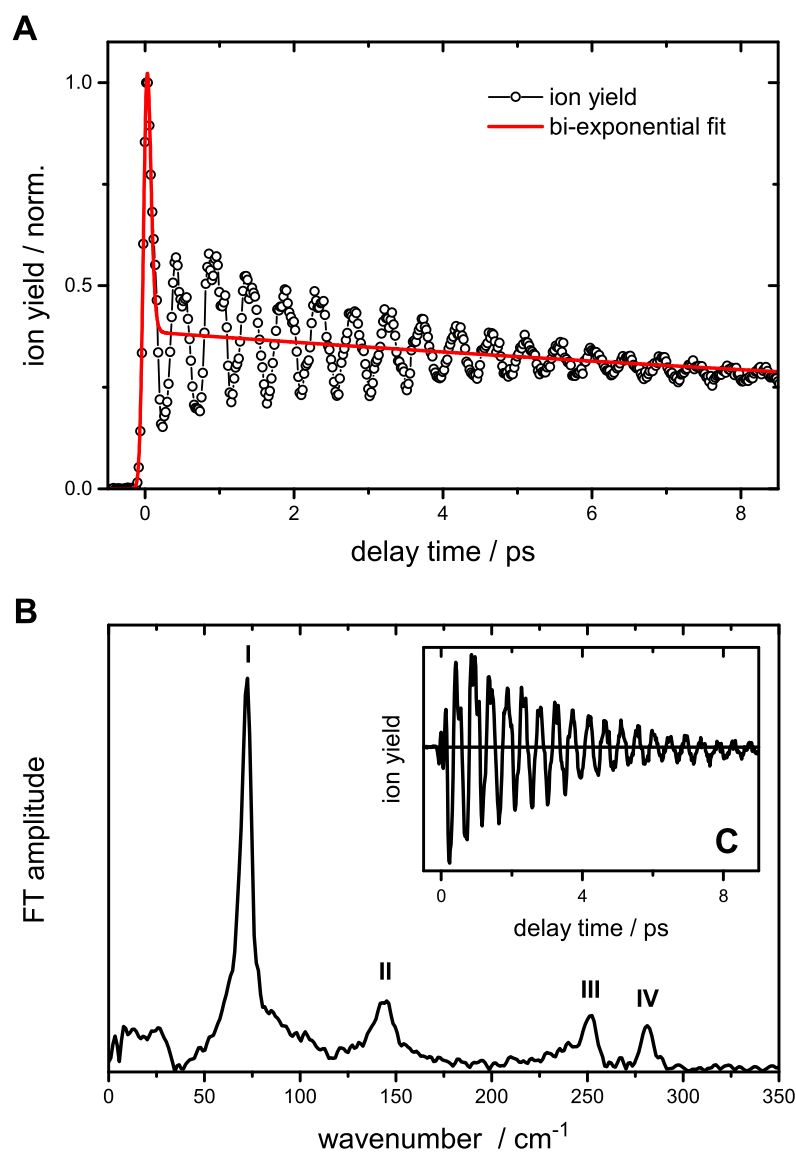 A
ion yield / norm.
1.0
0.5
0.0
ion yield
bi-exponential fit
0 2 4 6 8
delay time / ps
B
FT amplitude
I
II
III
IV
ion yield
C
0 4 8
delay time / ps
0 50 100 150 200 250 300 350
wavenumber / cm⁻¹